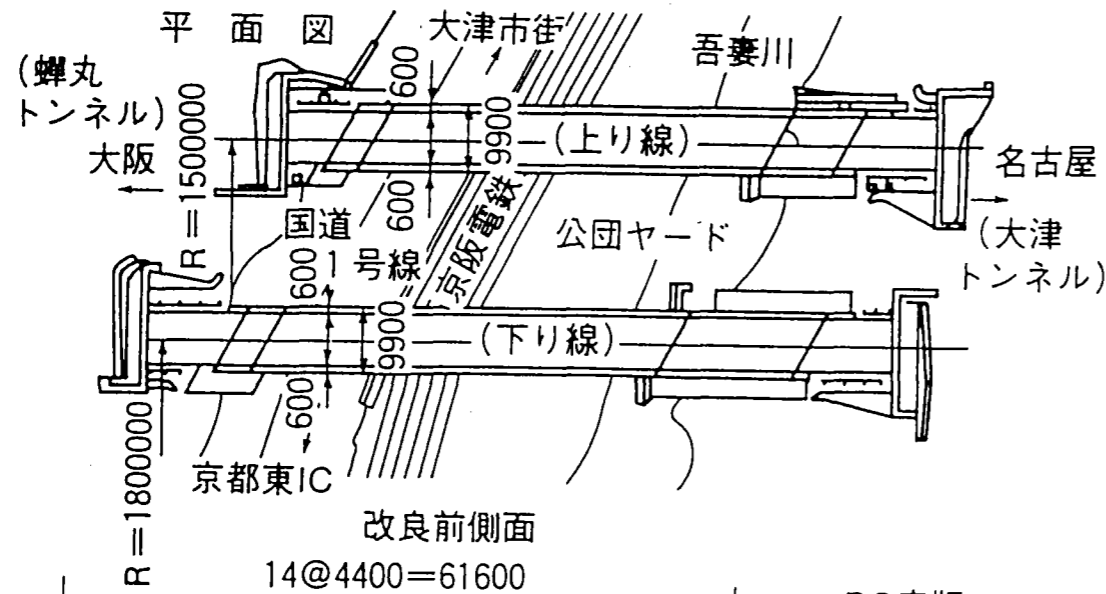 平面図
大津市街
吾妻川
(蟬丸
トンネル)
大阪
R=1500000
600
9900
600
(上り線)
名古屋
(大津
トンネル)
国道
1号線
京阪電鉄
公団ヤード
600
9900
600
(下り線)
京都東IC
R=1800000
改良前側面
14@4400=61600